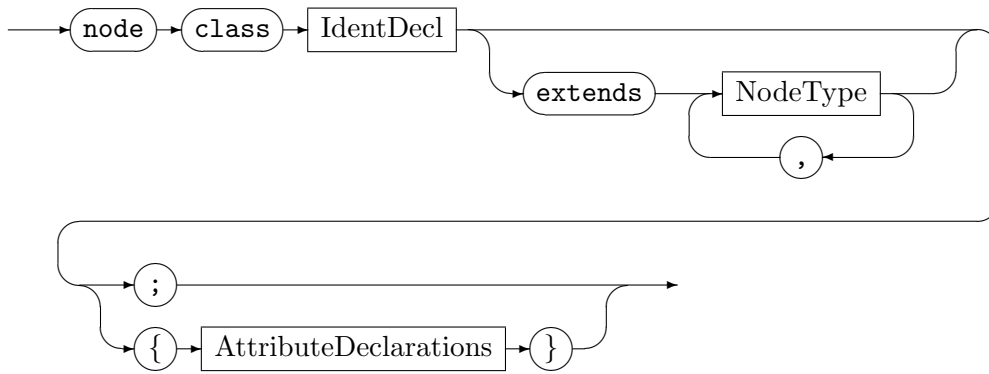 node class IdentDecl
extends NodeType
,
;
{ AttributeDeclarations }